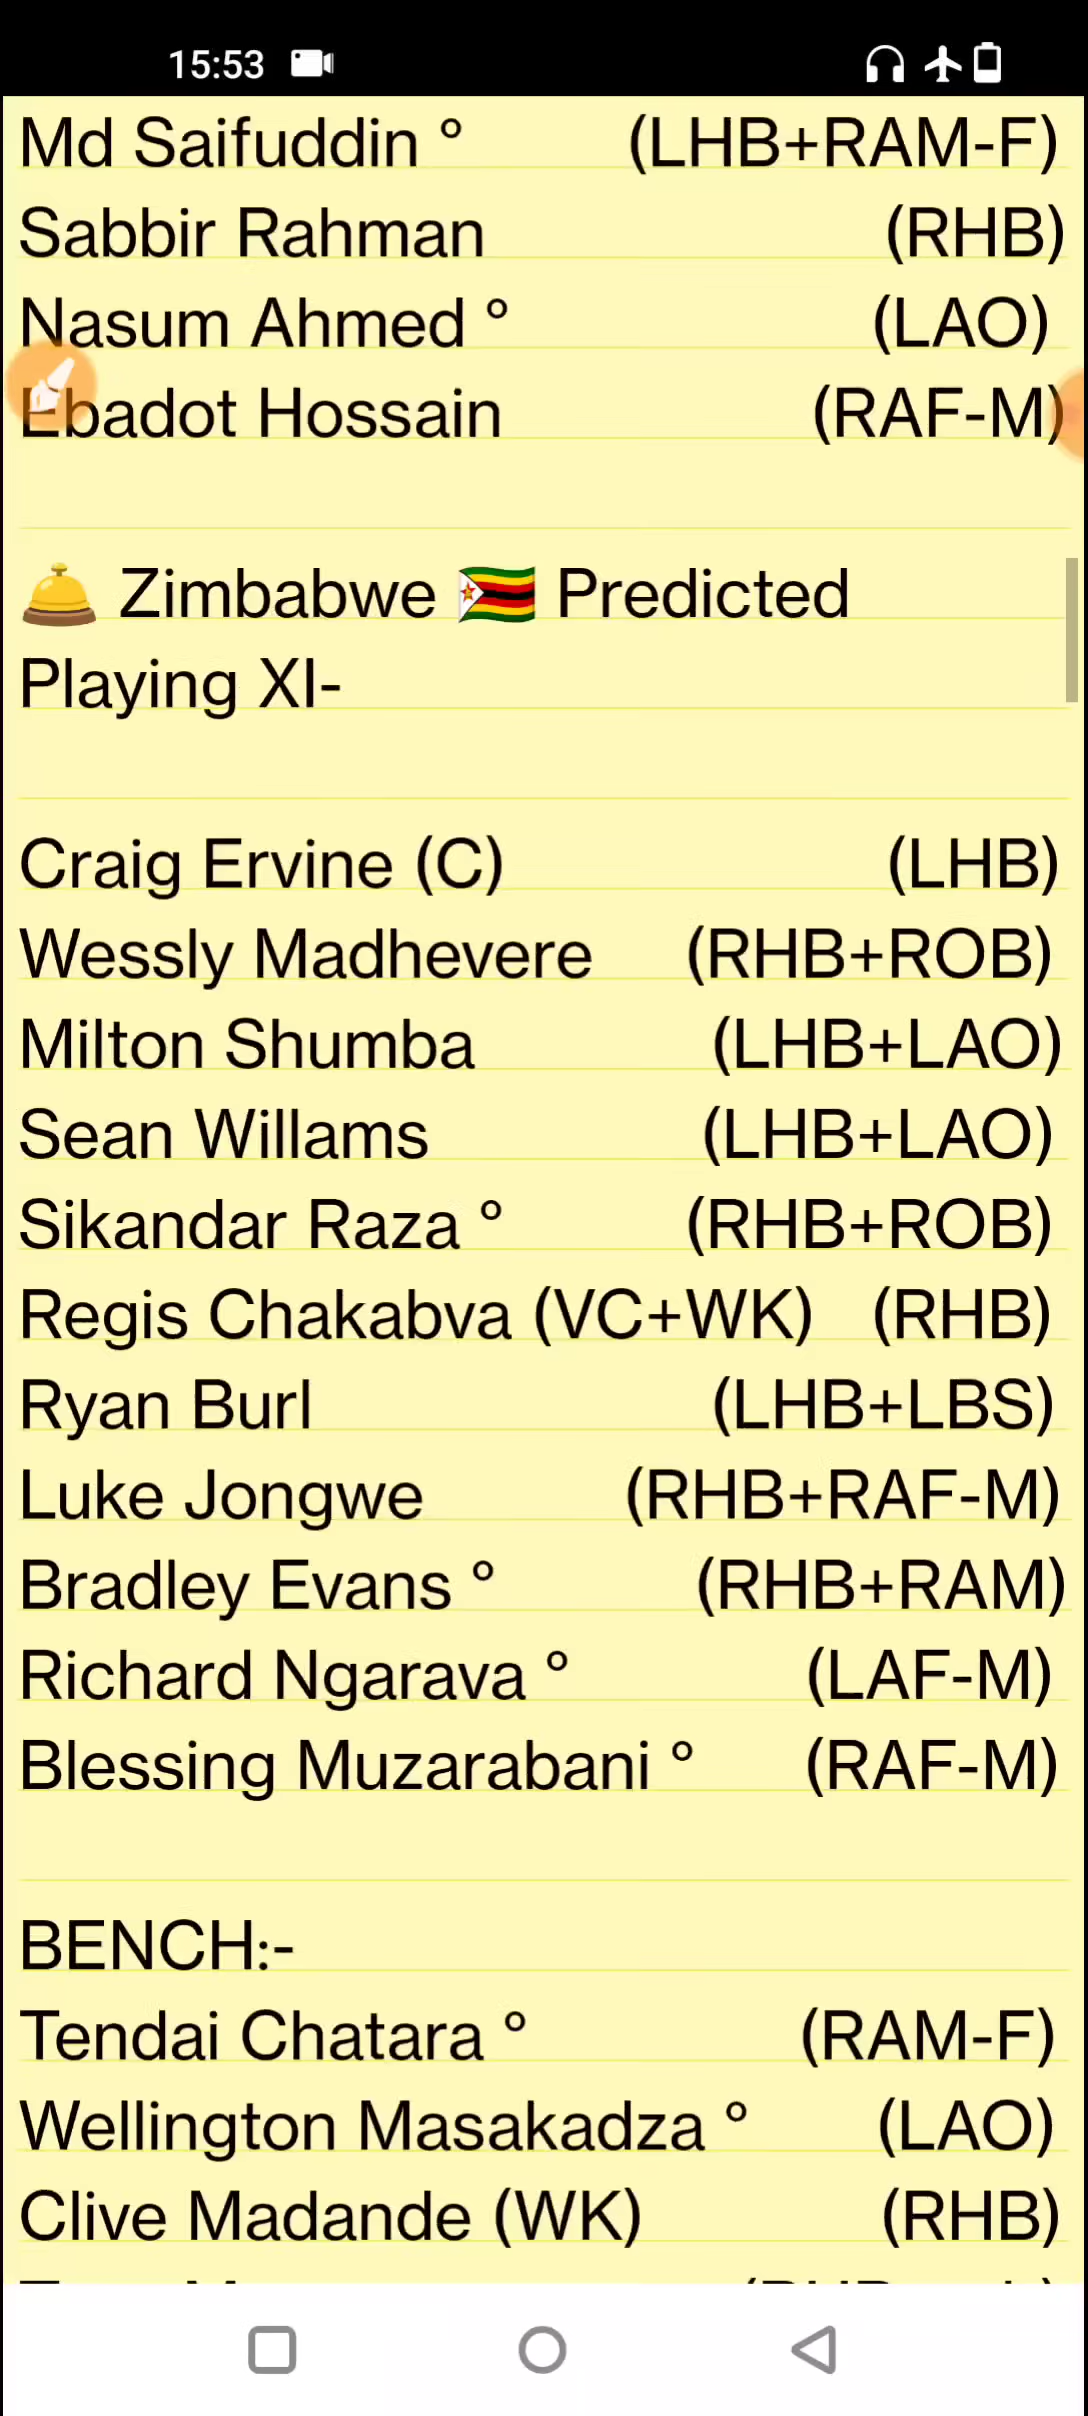 15:53
Md Saifuddin ° (LHB+RAM-F)
Sabbir Rahman (RHB)
Nasum Ahmed ° (LAO)
Ebadot Hossain (RAF-M)
🛎️ Zimbabwe 🇿🇼 Predicted
Playing XI-
Craig Ervine (C) (LHB)
Wessly Madhevere (RHB+ROB)
Milton Shumba (LHB+LAO)
Sean Willams (LHB+LAO)
Sikandar Raza ° (RHB+ROB)
Regis Chakabva (VC+WK) (RHB)
Ryan Burl (LHB+LBS)
Luke Jongwe (RHB+RAF-M)
Bradley Evans ° (RHB+RAM)
Richard Ngarava ° (LAF-M)
Blessing Muzarabani ° (RAF-M)
BENCH:-
Tendai Chatara ° (RAM-F)
Wellington Masakadza ° (LAO)
Clive Madande (WK) (RHB)